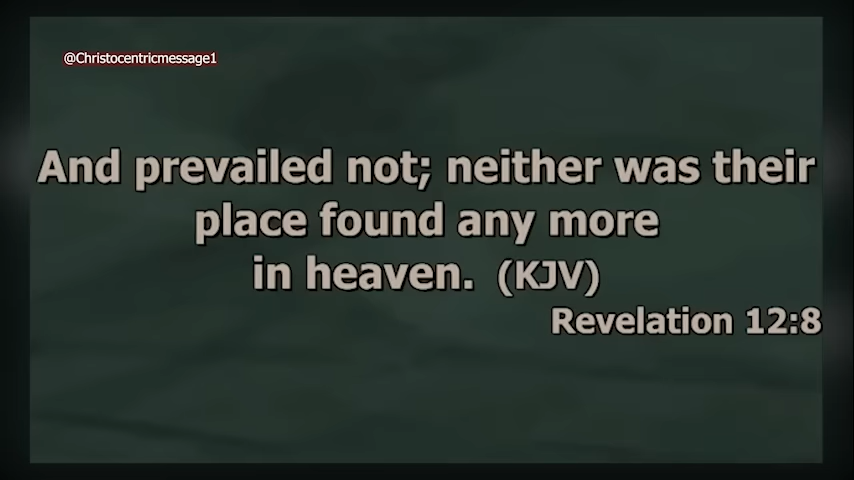 @Christocentricmessage1
And prevailed not; neither was their
place found any more
in heaven. (KJV)
Revelation 12:8